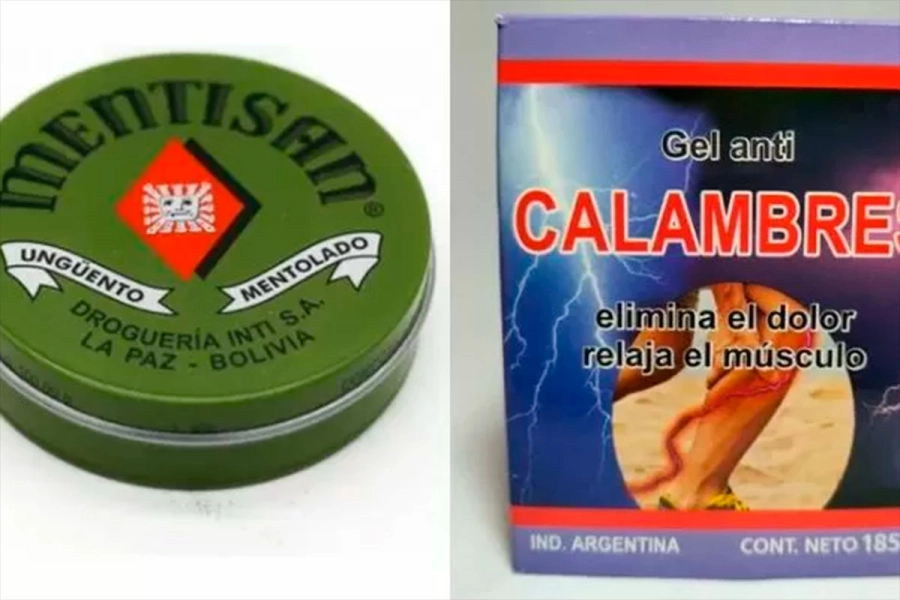 MENTISAN®
UNGÜENTO
MENTOLADO
DROGUERÍA INTI S.A.
LA PAZ - BOLIVIA
Gel anti
CALAMBRES
elimina el dolor
relaja el músculo
IND. ARGENTINA
CONT. NETO 185